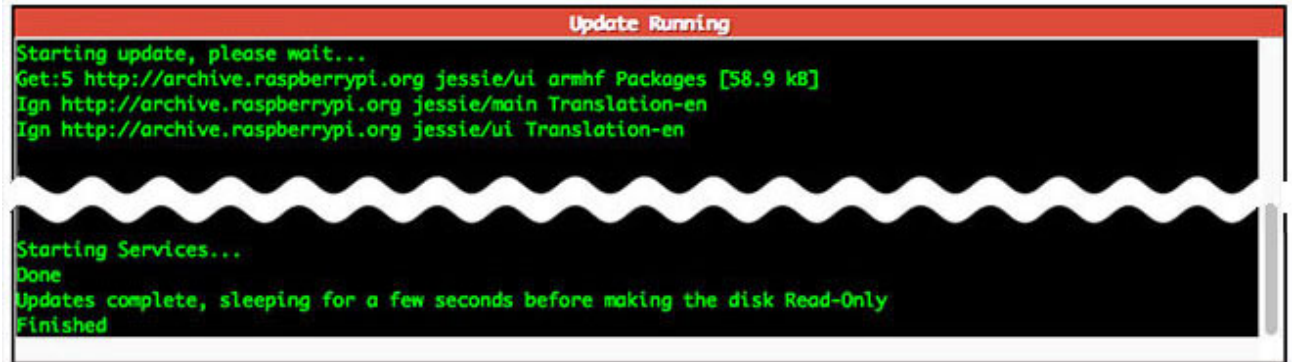 Update Running
Starting update, please wait...
Get:5 http://archive.raspberrypi.org jessie/ui armhf Packages [58.9 kB]
Ign http://archive.raspberrypi.org jessie/main Translation-en
Ign http://archive.raspberrypi.org jessie/ui Translation-en
Starting Services...
Done
Updates complete, sleeping for a few seconds before making the disk Read-Only
Finished